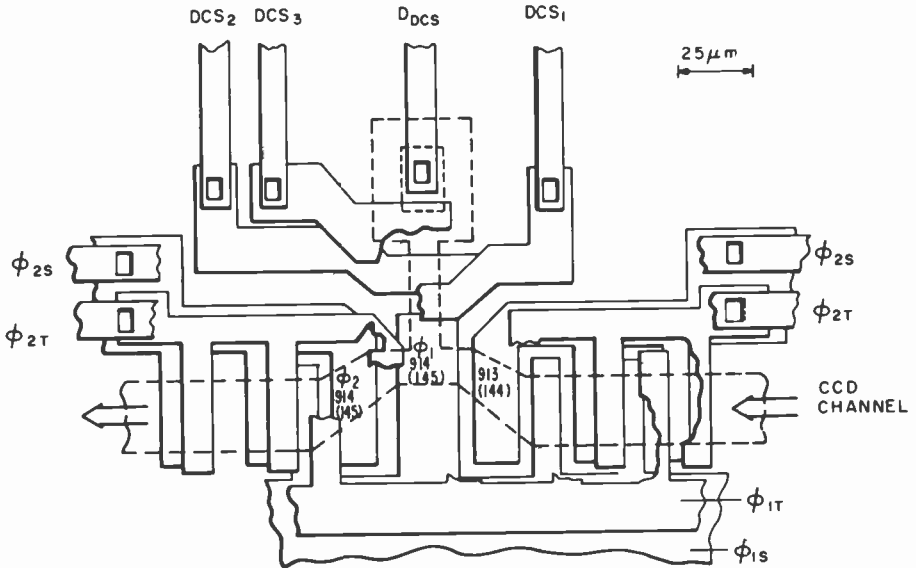 DCS₂ DCS₃ D_DCS DCS₁
25μm
ϕ₂S
ϕ₂T
ϕ₂S
ϕ₂T
ϕ₂
914
(145)
ϕ₁
914
(145)
913
(144)
CCD
CHANNEL
ϕ₁T
ϕ₁S